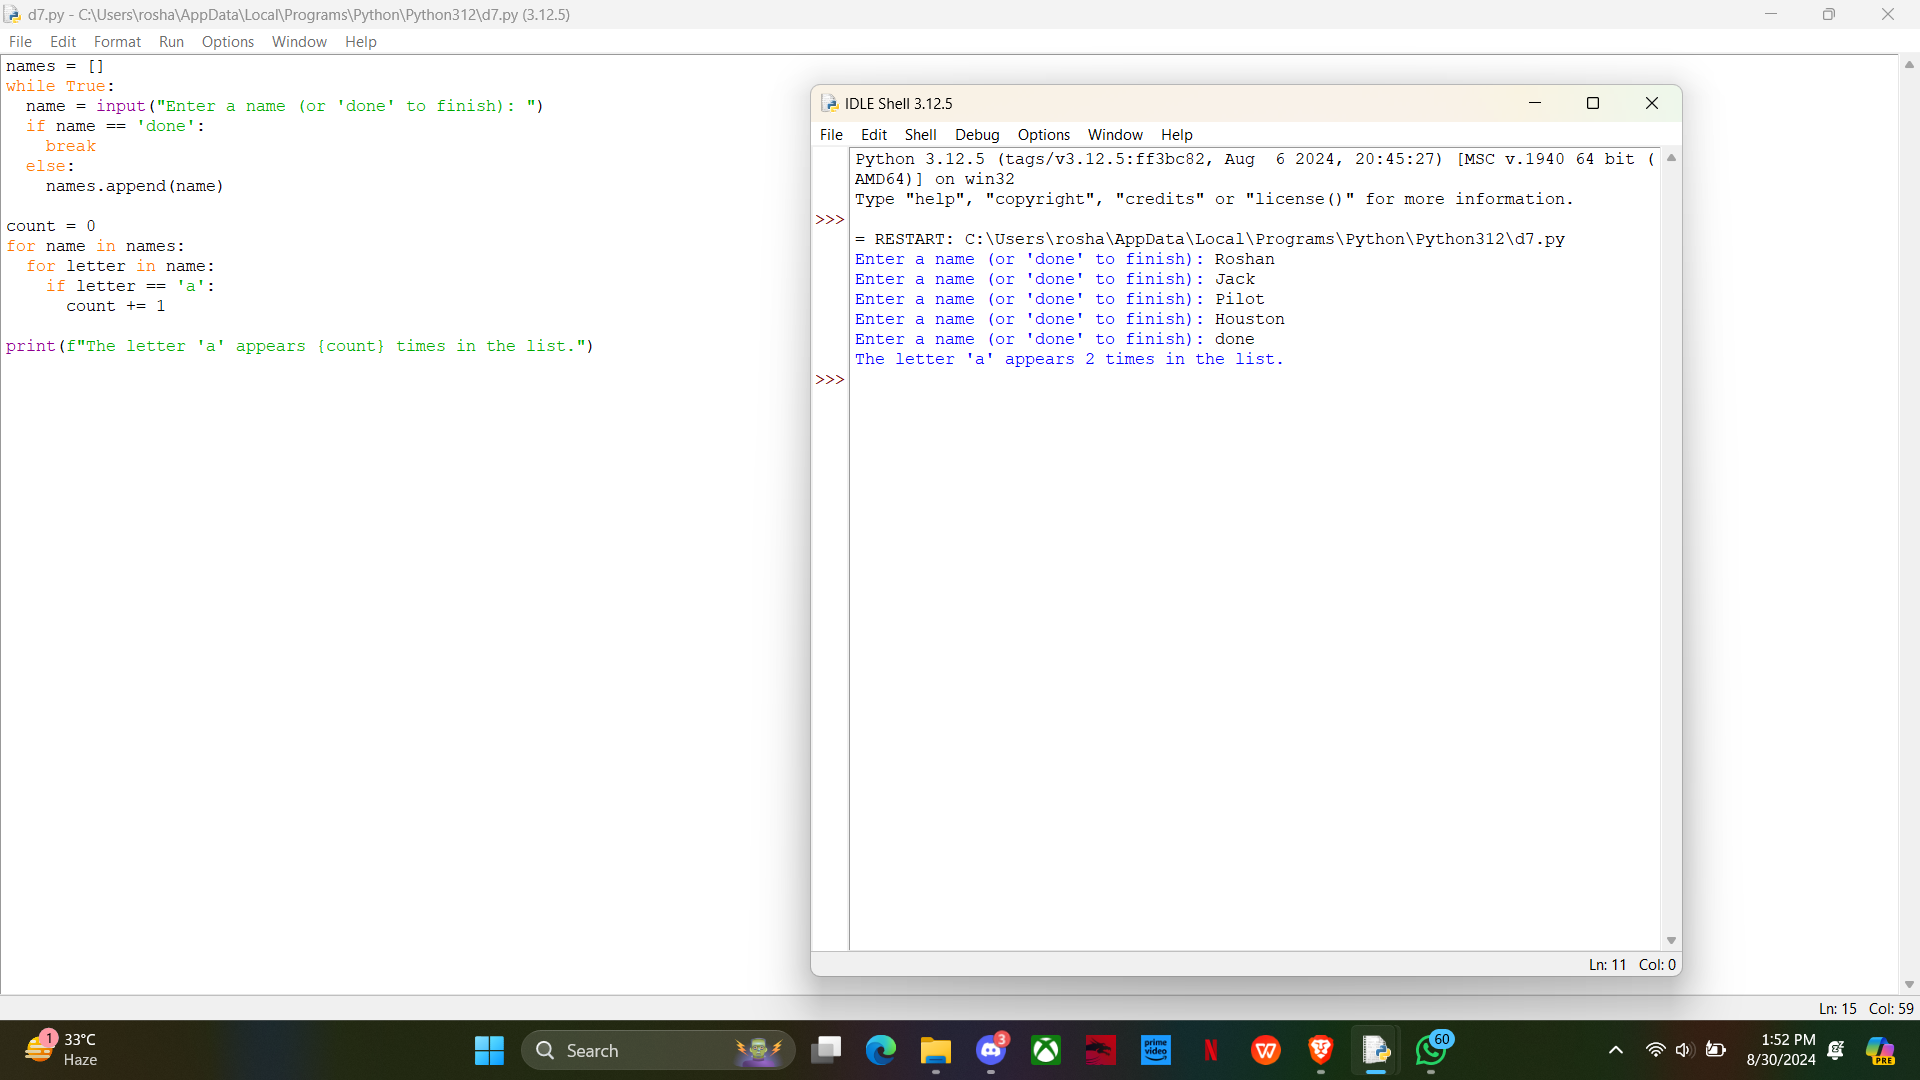 d7.py - C:\Users\rosha\AppData\Local\Programs\Python\Python312\d7.py (3.12.5)
File Edit Format Run Options Window Help
names = []
while True:
  name = input("Enter a name (or 'done' to finish): ")
  if name == 'done':
    break
  else:
    names.append(name)
count = 0
for name in names:
  for letter in name:
    if letter == 'a':
      count += 1
print(f"The letter 'a' appears {count} times in the list.")
IDLE Shell 3.12.5
File Edit Shell Debug Options Window Help
Python 3.12.5 (tags/v3.12.5:ff3bc82, Aug  6 2024, 20:45:27) [MSC v.1940 64 bit (
AMD64)] on win32
Type "help", "copyright", "credits" or "license()" for more information.
>>>
= RESTART: C:\Users\rosha\AppData\Local\Programs\Python\Python312\d7.py
Enter a name (or 'done' to finish): Roshan
Enter a name (or 'done' to finish): Jack
Enter a name (or 'done' to finish): Pilot
Enter a name (or 'done' to finish): Houston
Enter a name (or 'done' to finish): done
The letter 'a' appears 2 times in the list.
>>>
Ln: 11 Col: 0
Ln: 15 Col: 59
1
33°C
Haze
Search
3
prime video
N
W
60
1:52 PM
8/30/2024
PRE